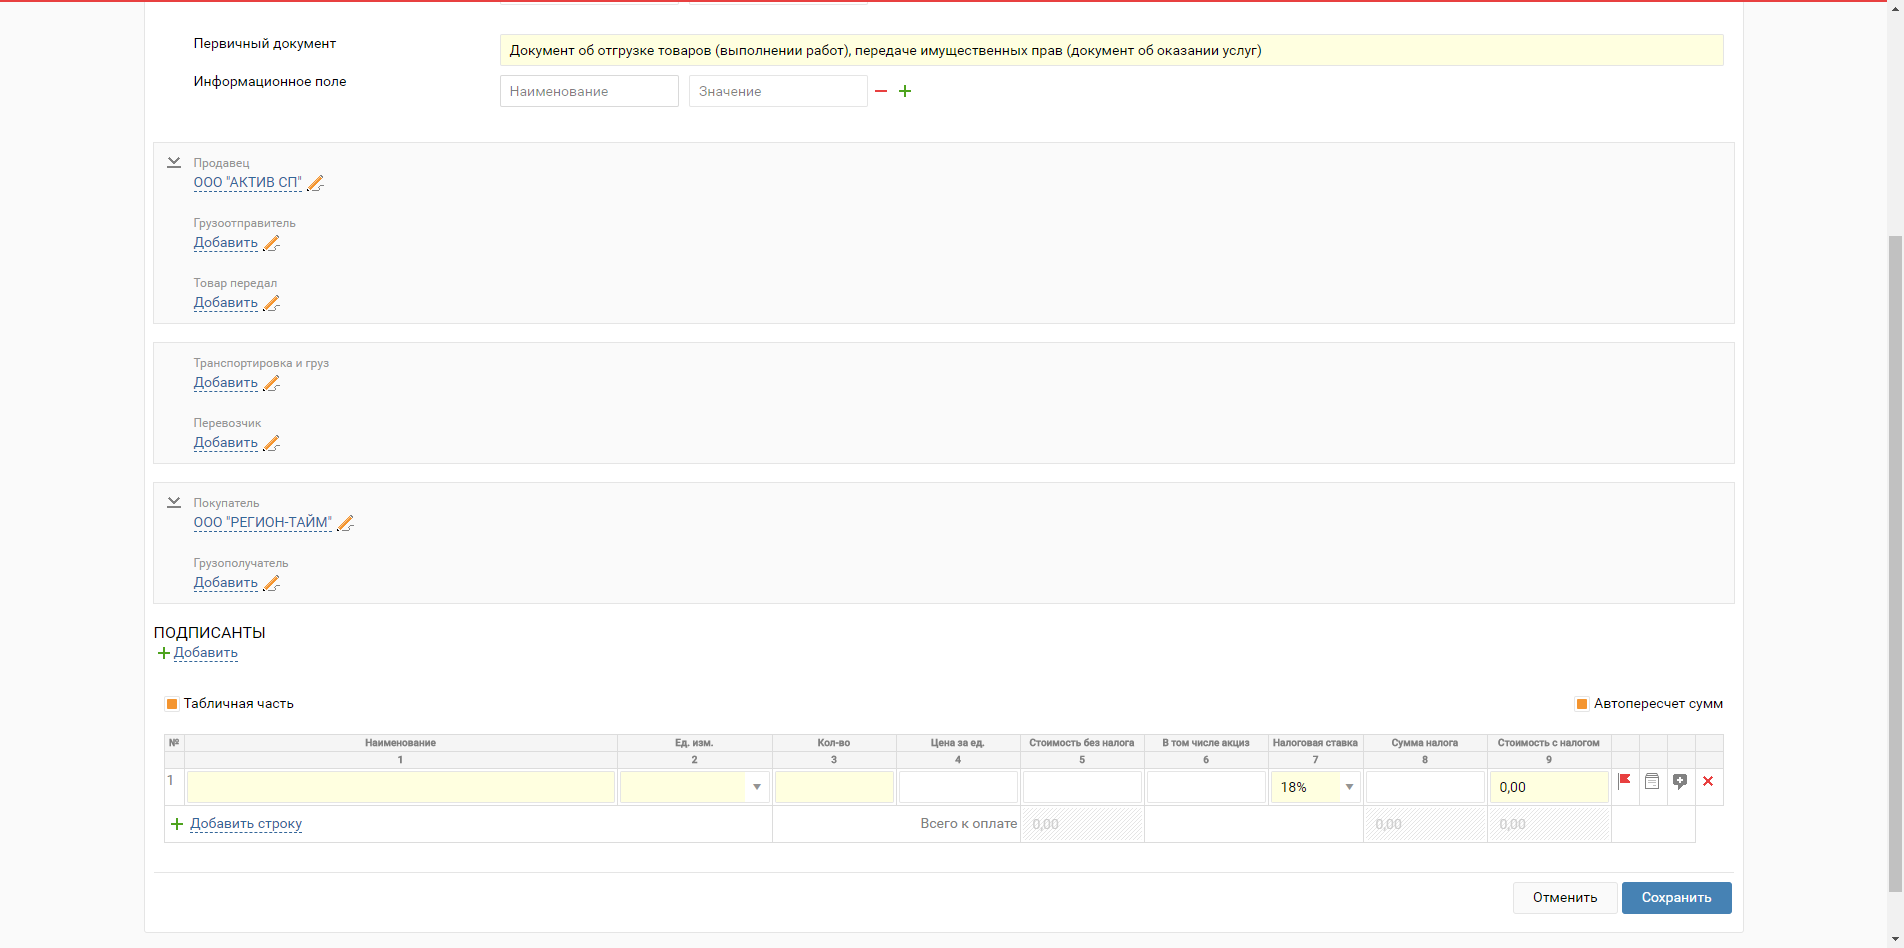 Первичный документ
Документ об отгрузке товаров (выполнении работ), передаче имущественных прав (документ об оказании услуг)
Информационное поле
Наименование Значение
Продавец
ООО "АКТИВ СП"
Грузоотправитель
Добавить
Товар передал
Добавить
Транспортировка и груз
Добавить
Перевозчик
Добавить
Покупатель
ООО "РЕГИОН-ТАЙМ"
Грузополучатель
Добавить
ПОДПИСАНТЫ
Добавить
Табличная часть Автопересчет сумм
№ Наименование Ед. изм. Кол-во Цена за ед. Стоимость без налога В том числе акциз Налоговая ставка Сумма налога Стоимость с налогом
1 2 3 4 5 6 7 8 9
1 18% 0,00
Добавить строку Всего к оплате 0,00 0,00 0,00
Отменить Сохранить